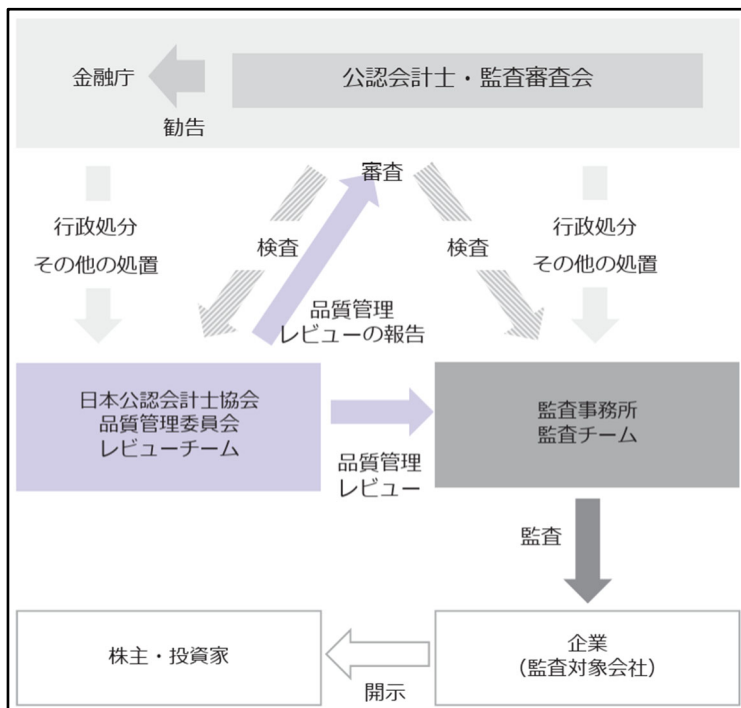 金融庁
公認会計士・監査審査会
勧告
審査
行政処分
その他の処置
検査
検査
行政処分
その他の処置
品質管理
レビューの報告
日本公認会計士協会
品質管理委員会
レビューチーム
品質管理
レビュー
監査事務所
監査チーム
監査
株主・投資家
開示
企業
(監査対象会社)